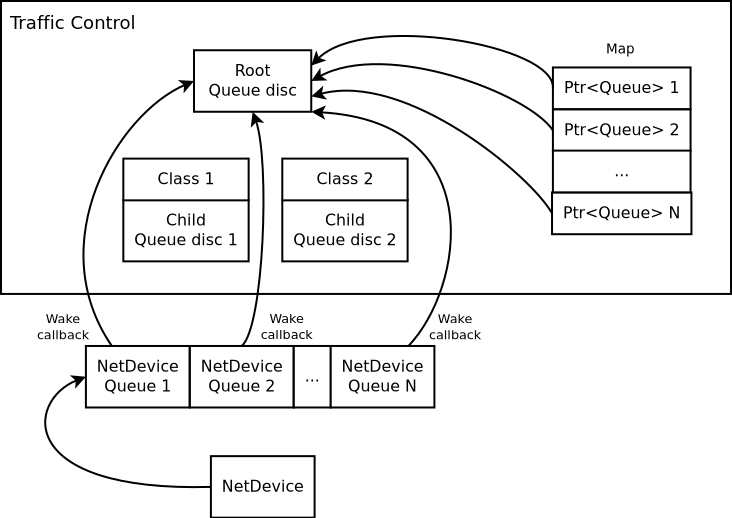 Traffic Control
Root
Queue disc
Map
Ptr<Queue> 1
Ptr<Queue> 2
...
Ptr<Queue> N
Class 1
Child
Queue disc 1
Class 2
Child
Queue disc 2
Wake
callback
Wake
callback
Wake
callback
NetDevice
Queue 1
NetDevice
Queue 2
...
NetDevice
Queue N
NetDevice